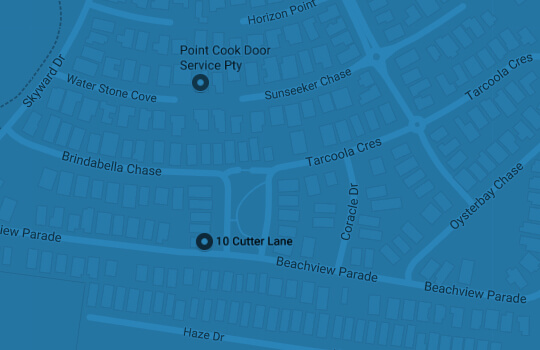 Horizon Point
Point Cook Door
Service Pty
Skyward Dr
Water Stone Cove
Sunseeker Chase
Tarcoola Cres
Tarcoola Cres
Brindabella Chase
Coracle Dr
Oysterbay Chase
iew Parade
10 Cutter Lane
Beachview Parade
Beachview Parade
Haze Dr